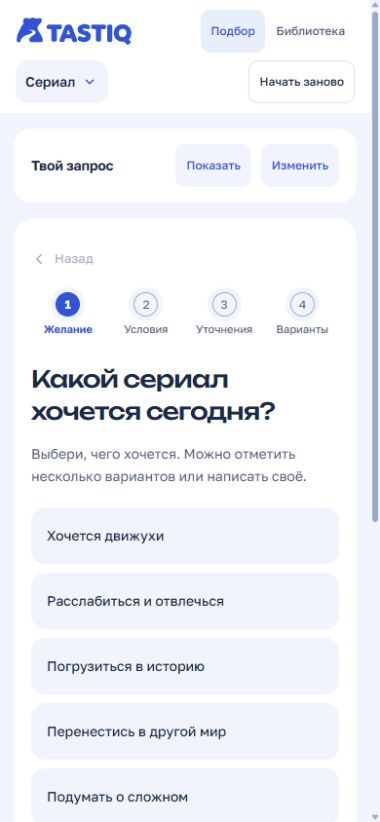 TASTIQ
Подбор
Библиотека
Сериал
Начать заново
Твой запрос
Показать
Изменить
Назад
1
2
3
4
Желание
Условия
Уточнения
Варианты
Какой сериал
хочется сегодня?
Выбери, чего хочется. Можно отметить
несколько вариантов или написать своё.
Хочется движухи
Расслабиться и отвлечься
Погрузиться в историю
Перенестись в другой мир
Подумать о сложном